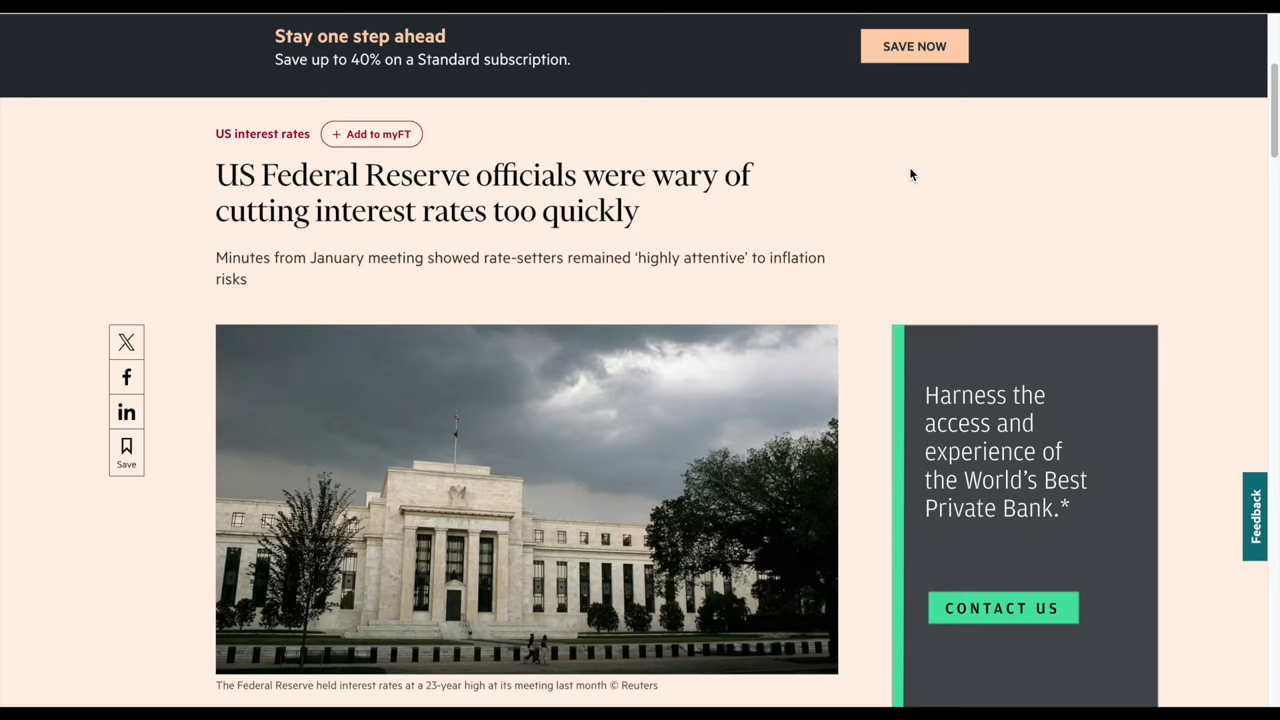 Stay one step ahead
Save up to 40% on a Standard subscription.
SAVE NOW
US interest rates
+ Add to myFT
US Federal Reserve officials were wary of
cutting interest rates too quickly
Minutes from January meeting showed rate-setters remained ‘highly attentive’ to inflation
risks
X
f
in
Save
Harness the
access and
experience of
the World’s Best
Private Bank.*
CONTACT US
Feedback
The Federal Reserve held interest rates at a 23-year high at its meeting last month © Reuters